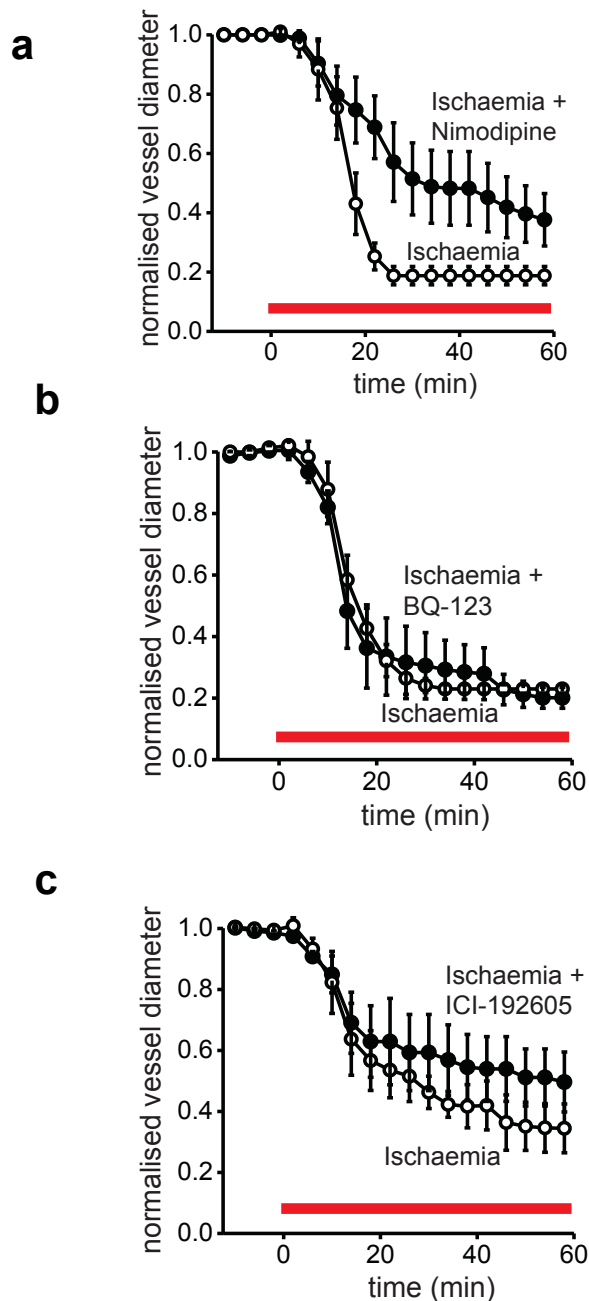 a
normalised vessel diameter
1.0
0.8
0.6
0.4
0.2
0.0
Ischaemia +
Nimodipine
Ischaemia
0 20 40 60
time (min)
b
normalised vessel diameter
1.0
0.8
0.6
0.4
0.2
0.0
Ischaemia +
BQ-123
Ischaemia
0 20 40 60
time (min)
c
normalised vessel diameter
1.0
0.8
0.6
0.4
0.2
0.0
Ischaemia +
ICI-192605
Ischaemia
0 20 40 60
time (min)